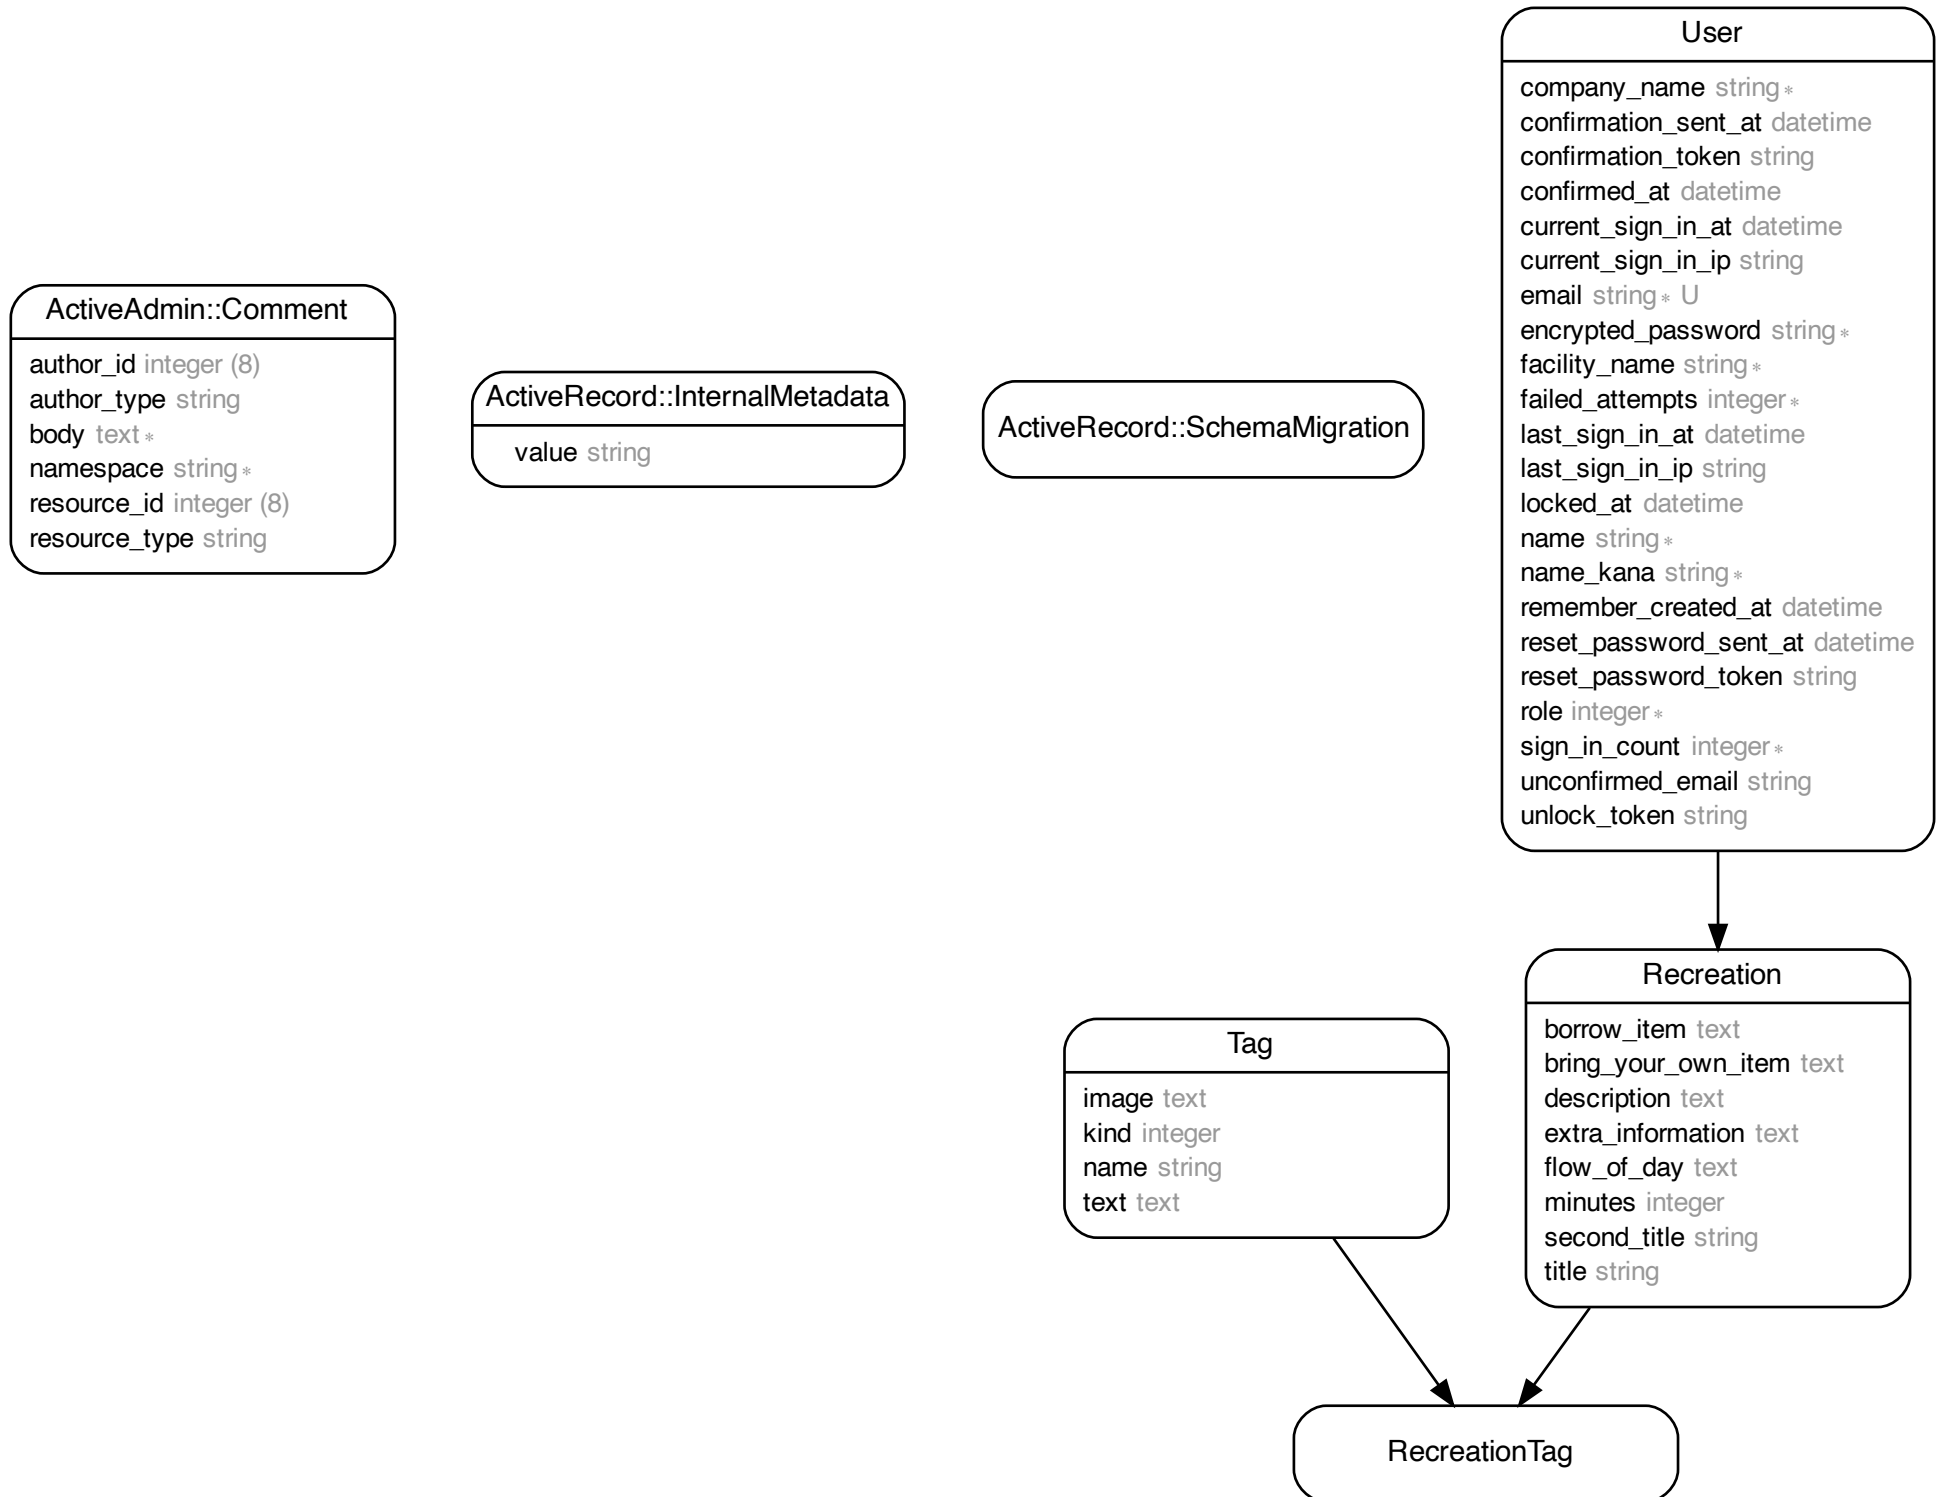 User
company_name string*
confirmation_sent_at datetime
confirmation_token string
confirmed_at datetime
current_sign_in_at datetime
current_sign_in_ip string
email string* U
encrypted_password string*
facility_name string*
failed_attempts integer*
last_sign_in_at datetime
last_sign_in_ip string
locked_at datetime
name string*
name_kana string*
remember_created_at datetime
reset_password_sent_at datetime
reset_password_token string
role integer*
sign_in_count integer*
unconfirmed_email string
unlock_token string
ActiveAdmin::Comment
author_id integer (8)
author_type string
body text*
namespace string*
resource_id integer (8)
resource_type string
ActiveRecord::InternalMetadata
value string
ActiveRecord::SchemaMigration
Recreation
borrow_item text
bring_your_own_item text
description text
extra_information text
flow_of_day text
minutes integer
second_title string
title string
Tag
image text
kind integer
name string
text text
RecreationTag